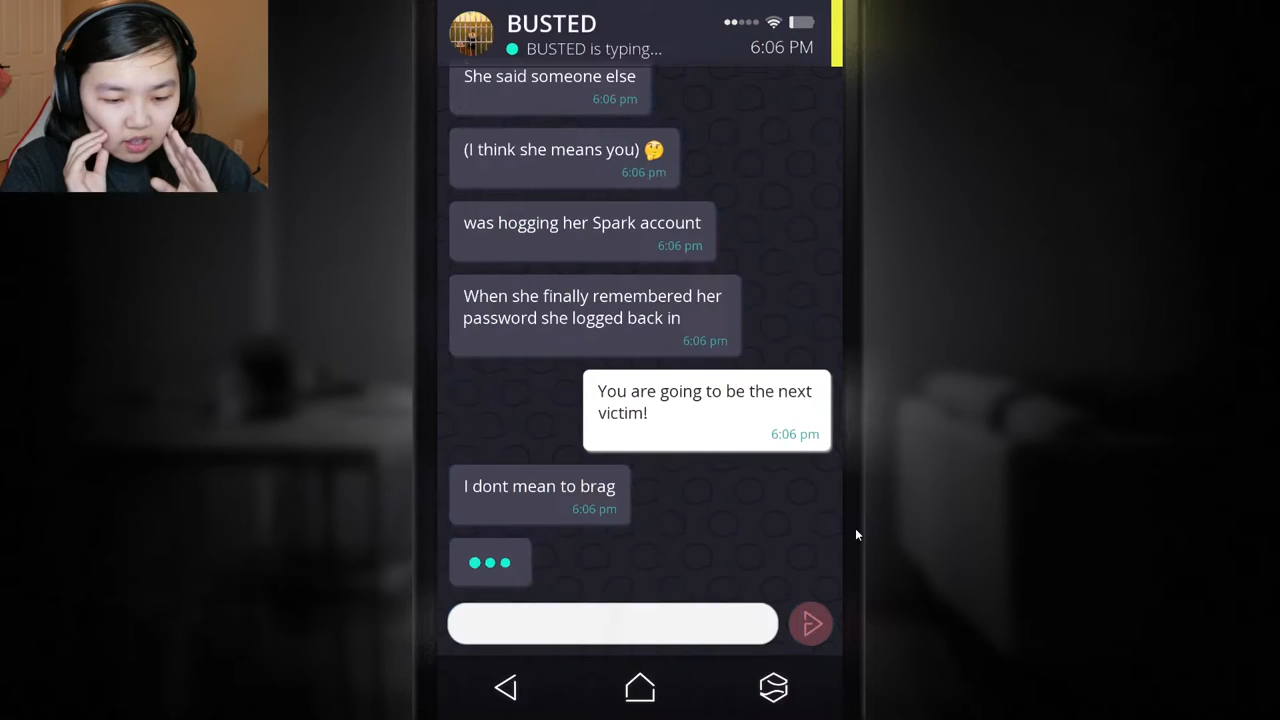 BUSTED
BUSTED is typing...
6:06 PM
She said someone else
6:06 pm
(I think she means you) 🤔
6:06 pm
was hogging her Spark account
6:06 pm
When she finally remembered her
password she logged back in
6:06 pm
You are going to be the next
victim!
6:06 pm
I dont mean to brag
6:06 pm